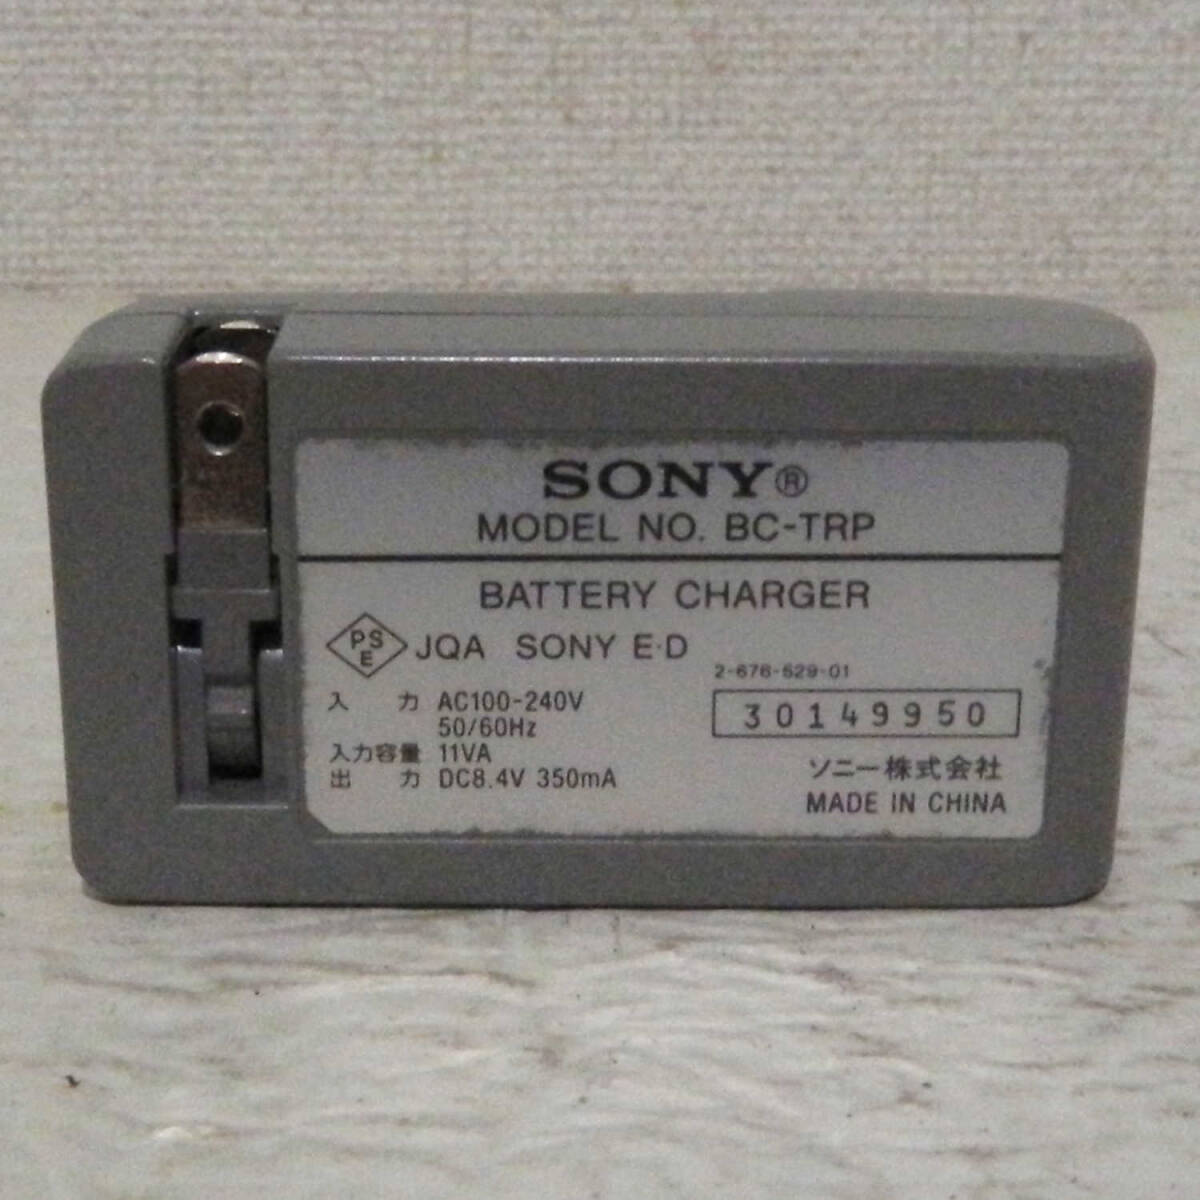 SONY®
MODEL NO. BC-TRP
BATTERY CHARGER
PSE JQA SONY E·D
2-676-529-01
入 力 AC100-240V
50/60Hz
30149950
入力容量 11VA
出 力 DC8.4V 350mA
ソニー株式会社
MADE IN CHINA